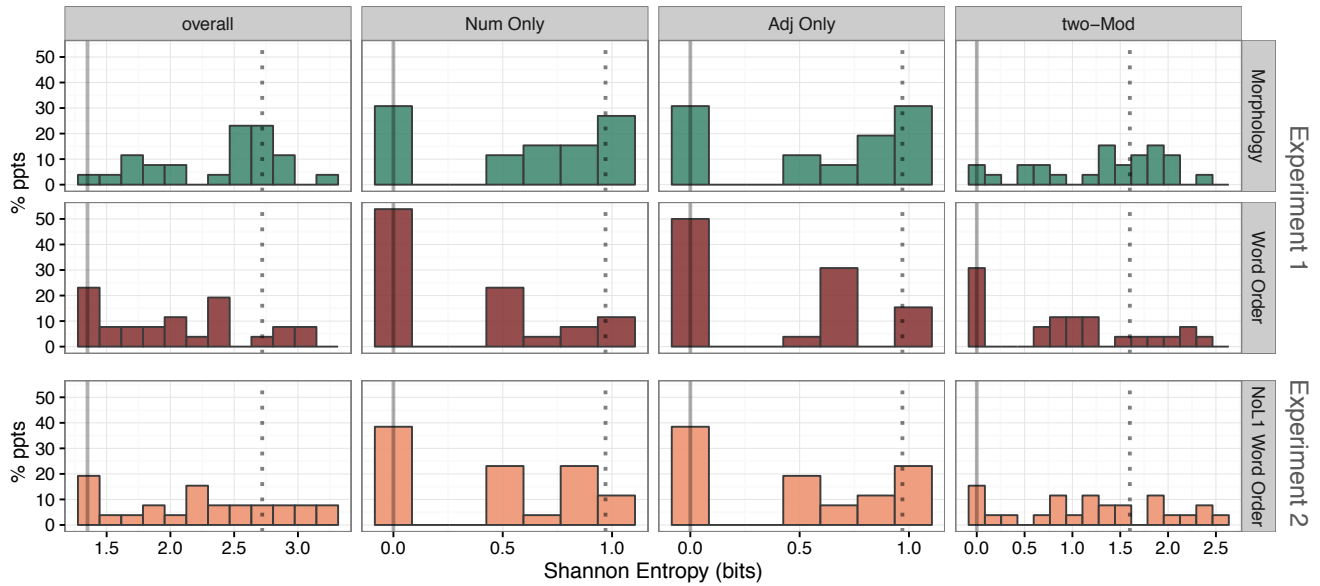 overall Num Only Adj Only two−Mod
50
40
30
20
10
0
Morphology
50
40
30
20
10
0
Word Order
Experiment 1
% ppts
50
40
30
20
10
0
NoL1 Word Order
Experiment 2
% ppts
1.5 2.0 2.5 3.0 0.0 0.5 1.0 0.0 0.5 1.0 0.0 0.5 1.0 1.5 2.0 2.5
Shannon Entropy (bits)